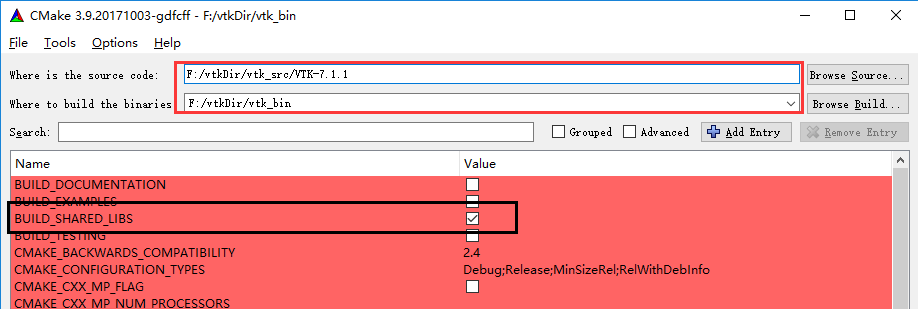 CMake 3.9.20171003-gdfcff - F:/vtkDir/vtk_bin
File Tools Options Help
Where is the source code: F:/vtkDir/vtk_src/VTK-7.1.1 Browse Source...
Where to build the binaries F:/vtkDir/vtk_bin Browse Build...
Search: Grouped Advanced Add Entry Remove Entry
Name Value
BUILD_DOCUMENTATION
BUILD_EXAMPLES
BUILD_SHARED_LIBS
BUILD_TESTING
CMAKE_BACKWARDS_COMPATIBILITY 2.4
CMAKE_CONFIGURATION_TYPES Debug;Release;MinSizeRel;RelWithDebInfo
CMAKE_CXX_MP_FLAG
CMAKE_CXX_MP_NUM_PROCESSORS